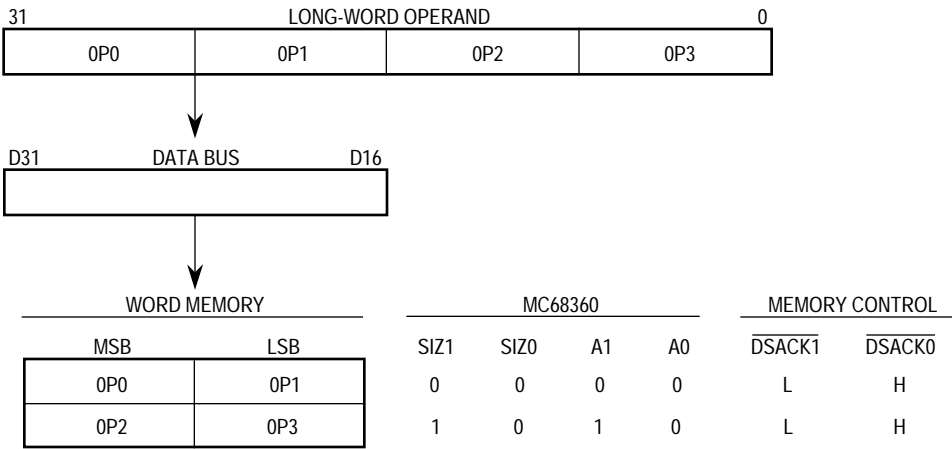 31 LONG-WORD OPERAND 0
0P0 0P1 0P2 0P3
D31 DATA BUS D16
WORD MEMORY MC68360 MEMORY CONTROL
MSB LSB SIZ1 SIZ0 A1 A0 DSACK1 DSACK0
0P0 0P1 0 0 0 0 L H
0P2 0P3 1 0 1 0 L H